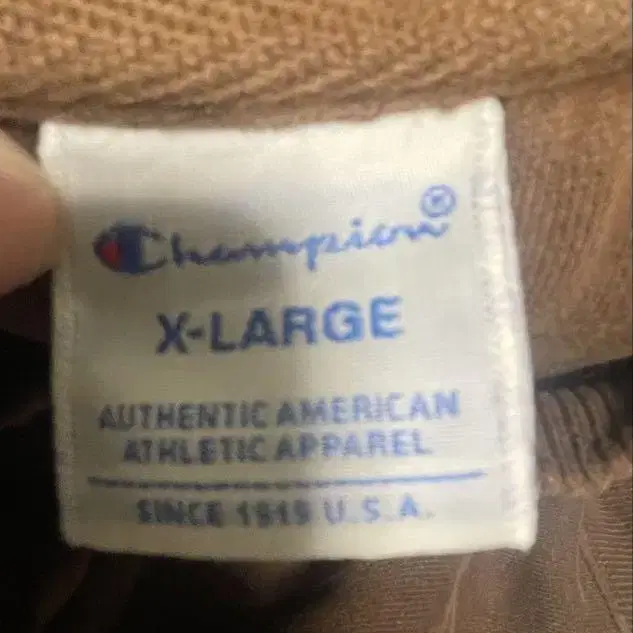 Champion®
X-LARGE
AUTHENTIC AMERICAN
ATHLETIC APPAREL
SINCE 1919 U.S.A.